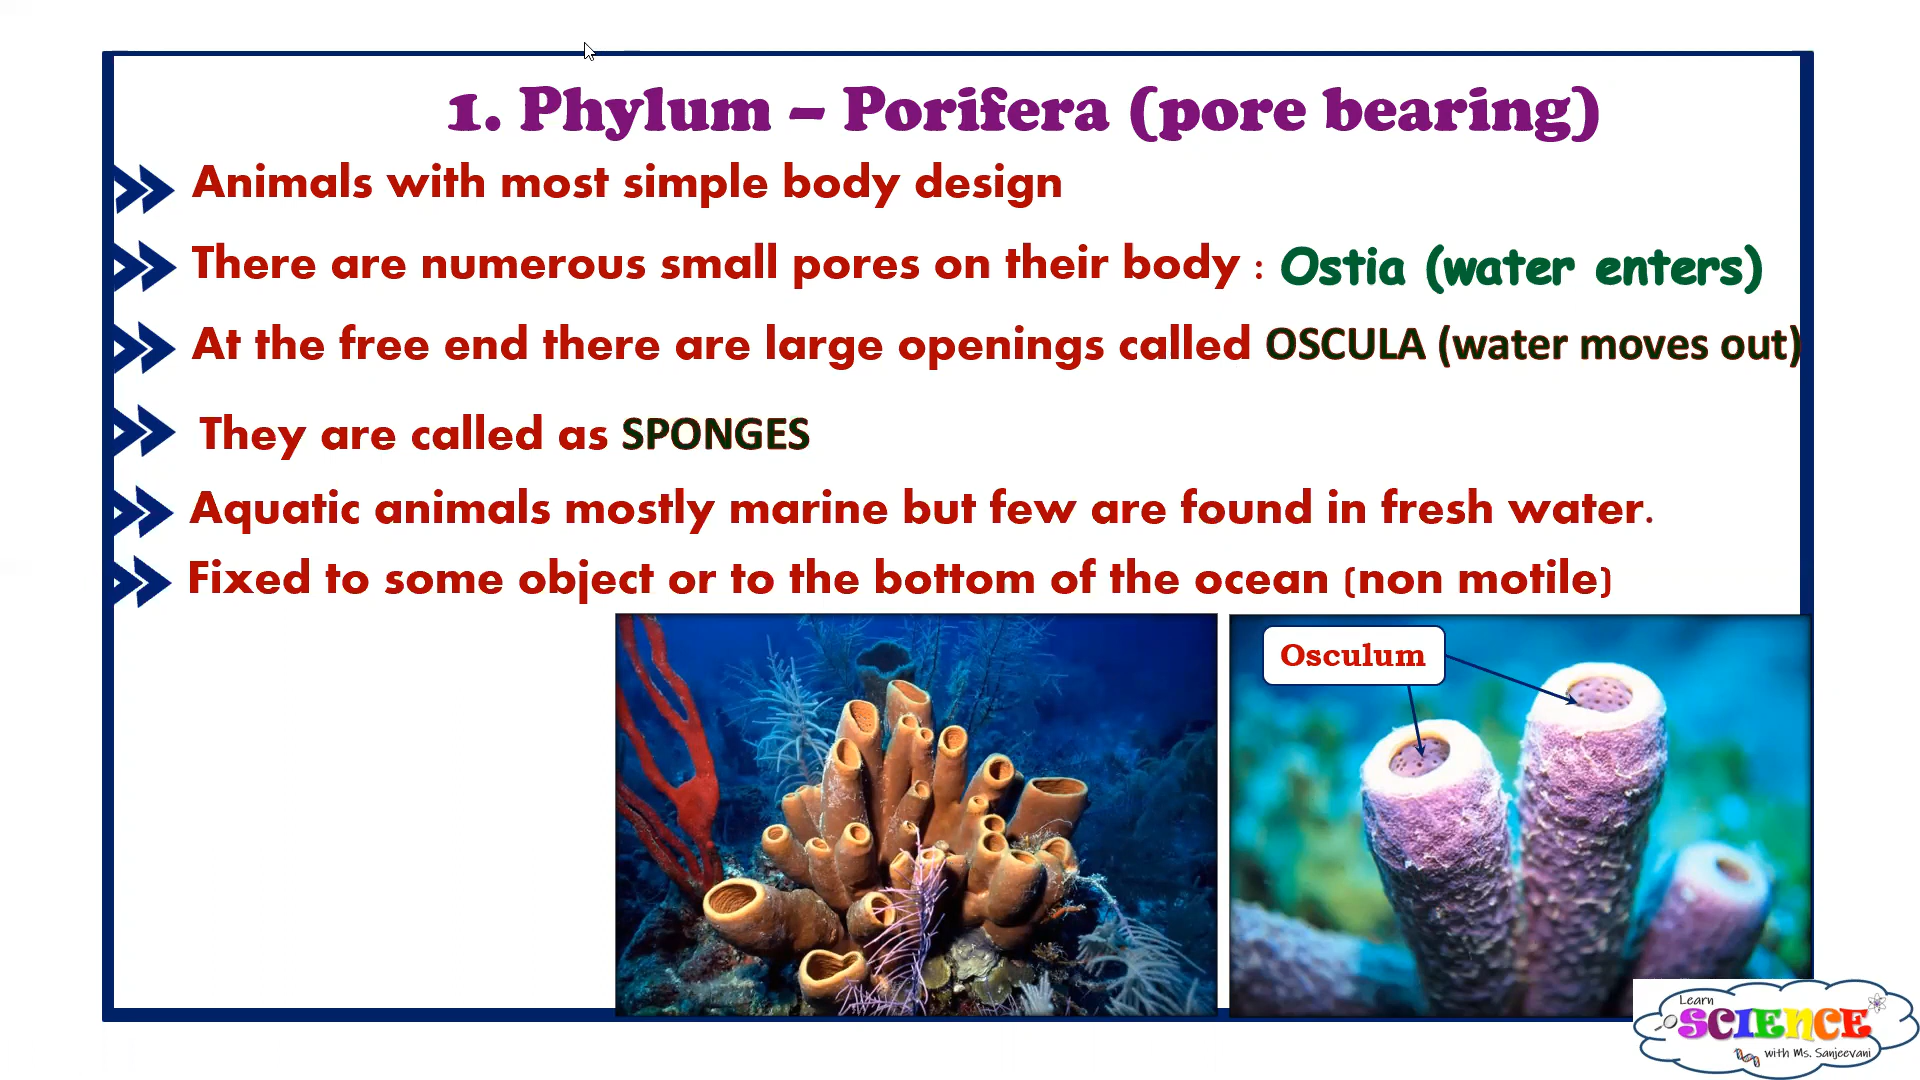 1. Phylum – Porifera (pore bearing)
Animals with most simple body design
There are numerous small pores on their body : Ostia (water enters)
At the free end there are large openings called OSCULA (water moves out)
They are called as SPONGES
Aquatic animals mostly marine but few are found in fresh water.
Fixed to some object or to the bottom of the ocean (non motile)
Osculum
Learn
SCIENCE
with Ms. Sanjeevani